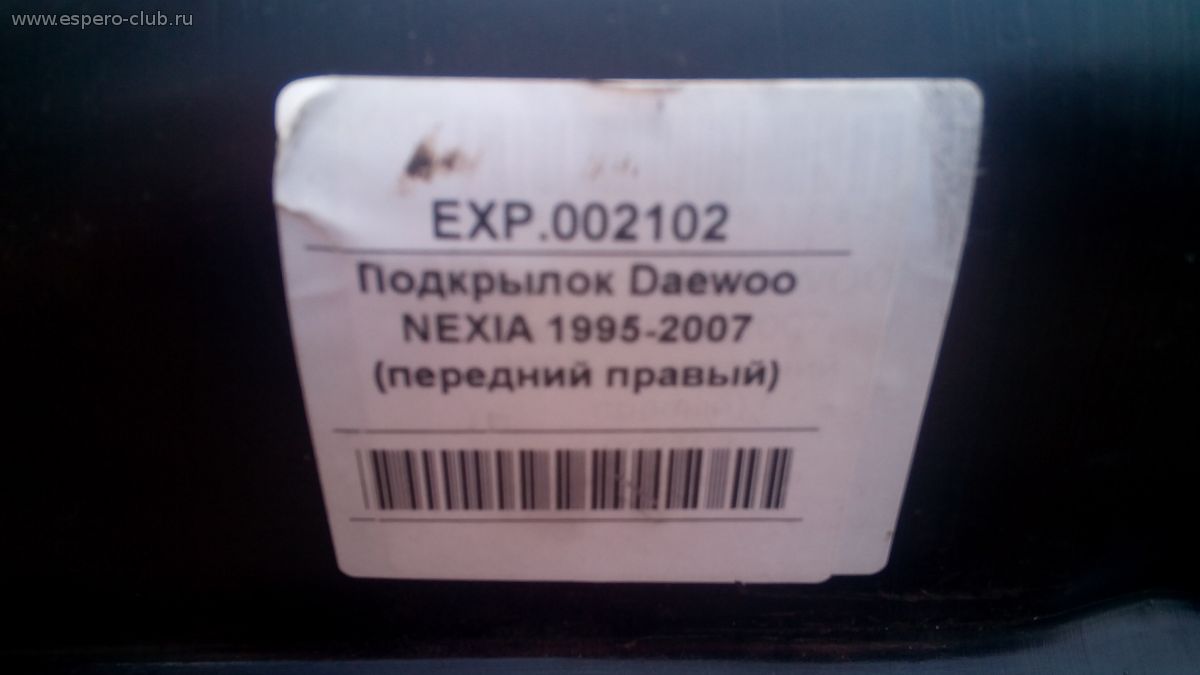 www.espero-club.ru
EXP.002102
Подкрылок Daewoo
NEXIA 1995-2007
(передний правый)